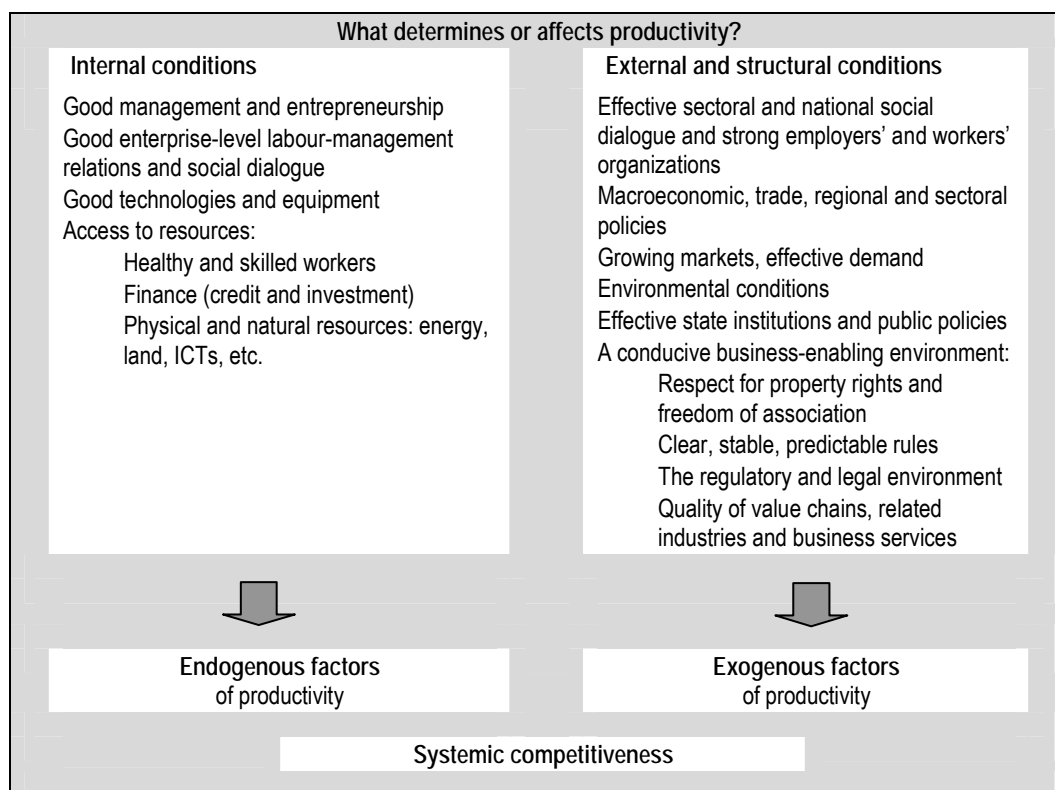 What determines or affects productivity?
Internal conditions
Good management and entrepreneurship
Good enterprise-level labour-management
relations and social dialogue
Good technologies and equipment
Access to resources:
Healthy and skilled workers
Finance (credit and investment)
Physical and natural resources: energy,
land, ICTs, etc.
External and structural conditions
Effective sectoral and national social
dialogue and strong employers’ and workers’
organizations
Macroeconomic, trade, regional and sectoral
policies
Growing markets, effective demand
Environmental conditions
Effective state institutions and public policies
A conducive business-enabling environment:
Respect for property rights and
freedom of association
Clear, stable, predictable rules
The regulatory and legal environment
Quality of value chains, related
industries and business services
Endogenous factors
of productivity
Exogenous factors
of productivity
Systemic competitiveness